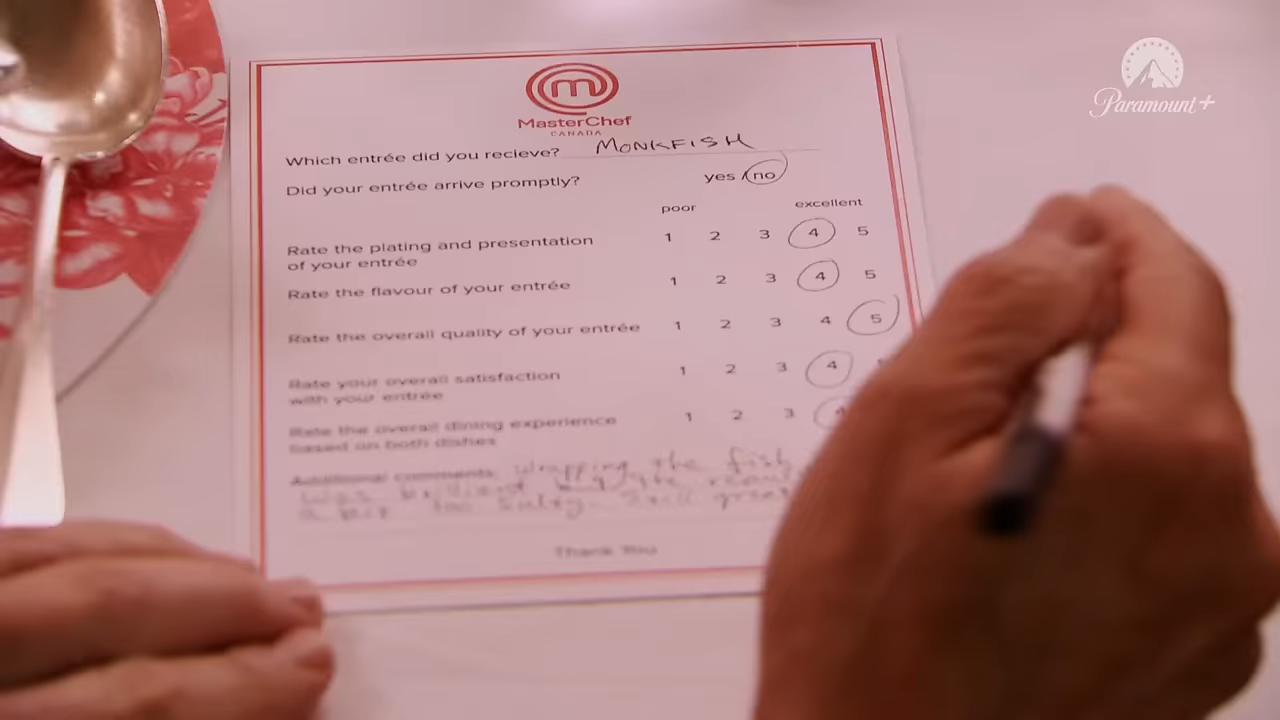 Paramount+
MasterChef
CANADA
Which entrée did you recieve? MONKFISH
Did your entrée arrive promptly? yes / no
poor excellent
Rate the plating and presentation 1 2 3 4 5
of your entrée
Rate the flavour of your entrée 1 2 3 4 5
Rate the overall quality of your entrée 1 2 3 4 5
Rate your overall satisfaction 1 2 3 4
with your entrée
Rate the overall dining experience 1 2 3 4
based on both dishes
Additional comments: Wrapping the fish
was
a bit too salty. Still great
Thank You